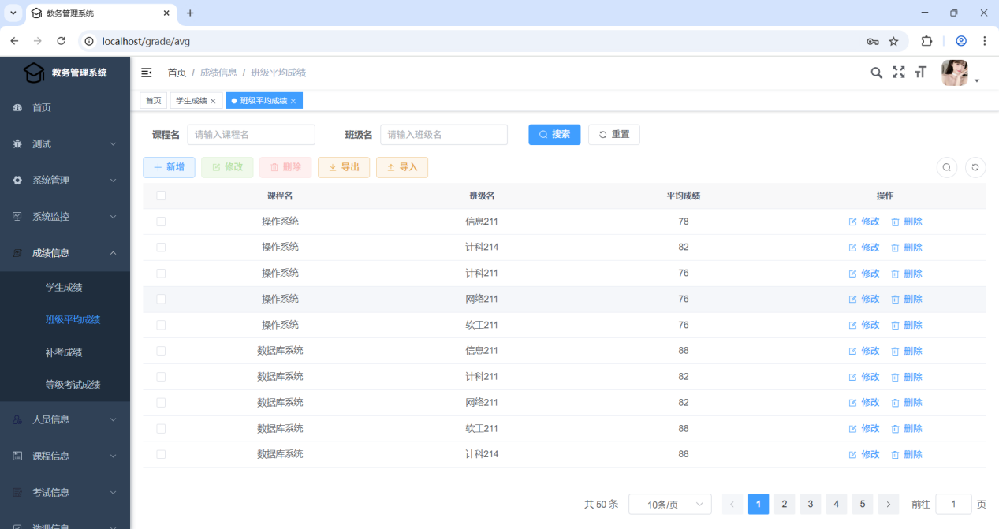 教务管理系统
localhost/grade/avg
教务管理系统
首页 / 成绩信息 / 班级平均成绩
首页
学生成绩
班级平均成绩
首页
测试
系统管理
系统监控
成绩信息
学生成绩
班级平均成绩
补考成绩
等级考试成绩
人员信息
课程信息
考试信息
选课信息
课程名 请输入课程名 班级名 请输入班级名 搜索 重置
新增 修改 删除 导出 导入
课程名 班级名 平均成绩 操作
操作系统 信息211 78 修改 删除
操作系统 计科214 82 修改 删除
操作系统 计科211 76 修改 删除
操作系统 网络211 76 修改 删除
操作系统 软工211 76 修改 删除
数据库系统 信息211 88 修改 删除
数据库系统 计科211 82 修改 删除
数据库系统 网络211 82 修改 删除
数据库系统 软工211 88 修改 删除
数据库系统 计科214 88 修改 删除
共 50 条 10条/页 1 2 3 4 5 前往 1 页